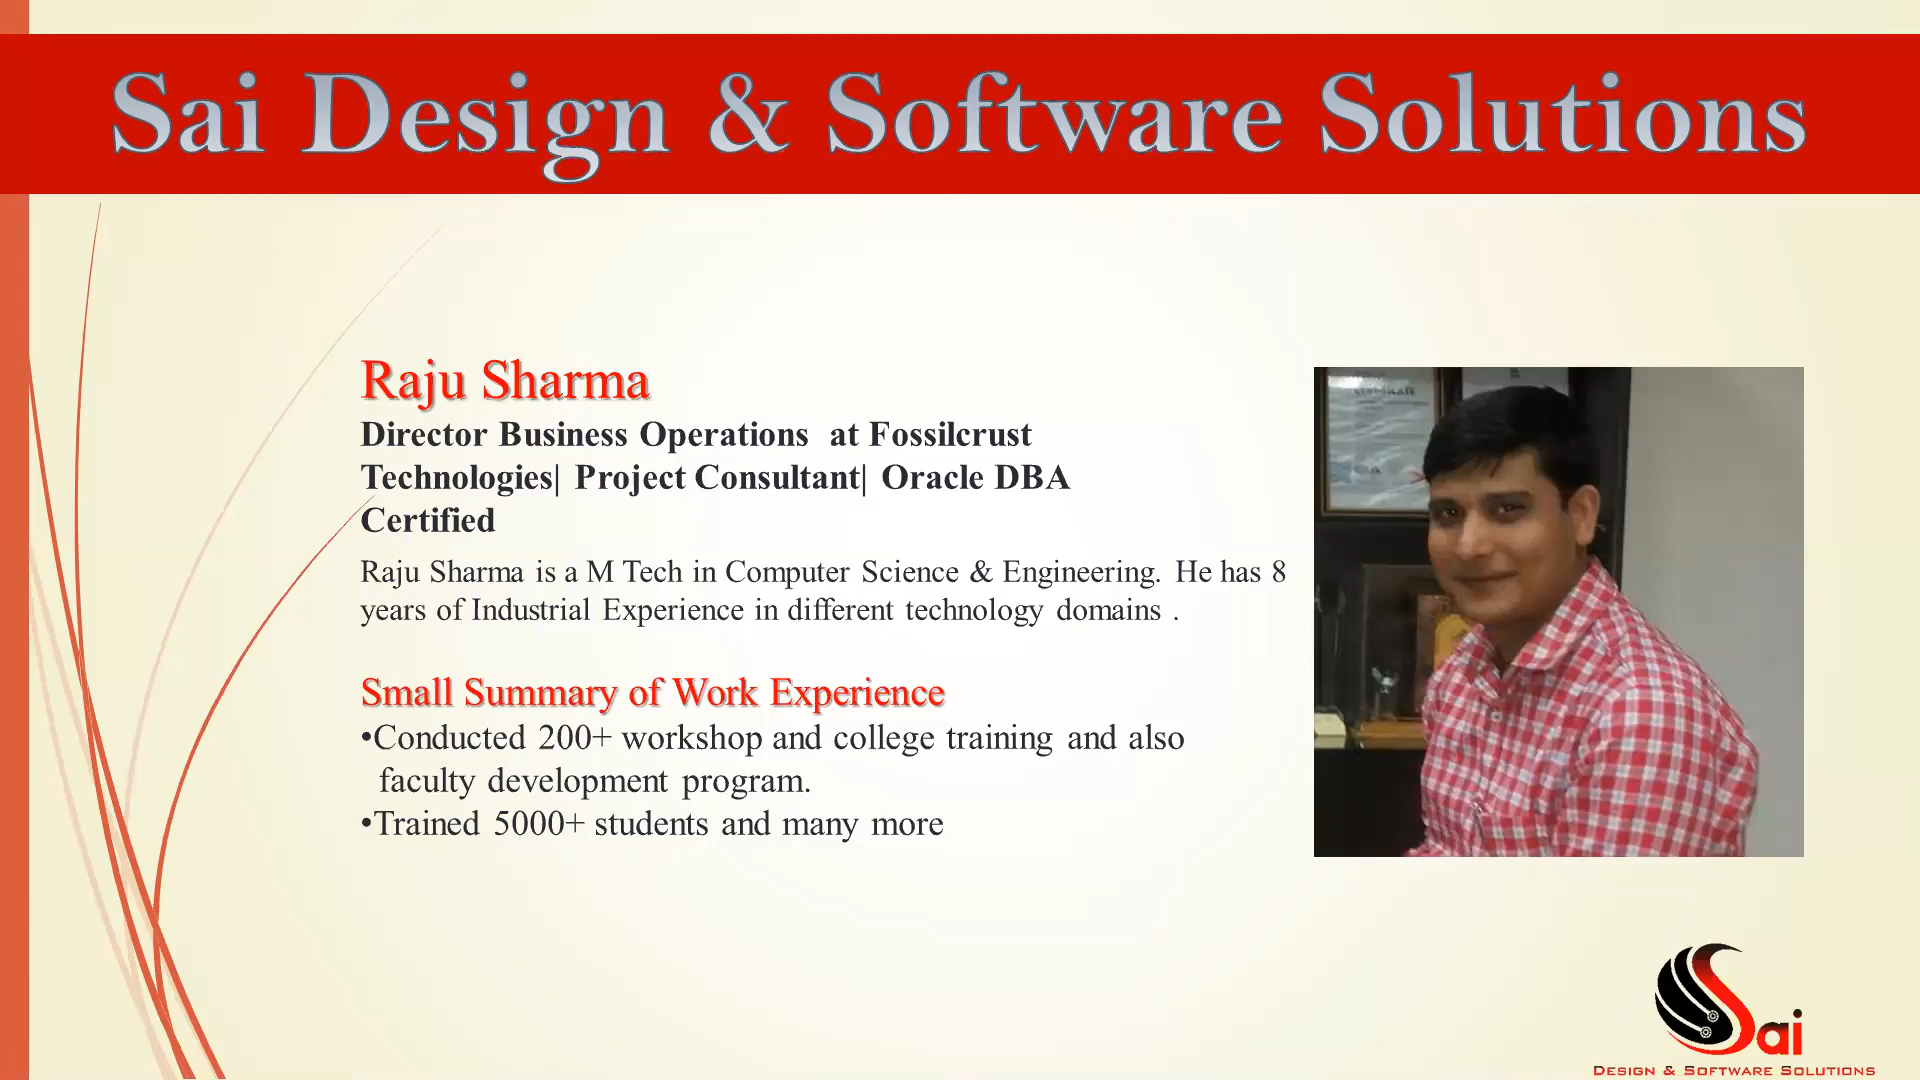 Sai Design & Software Solutions
Raju Sharma
Director Business Operations at Fossilcrust
Technologies| Project Consultant| Oracle DBA
Certified
Raju Sharma is a M Tech in Computer Science & Engineering. He has 8
years of Industrial Experience in different technology domains .
Small Summary of Work Experience
•Conducted 200+ workshop and college training and also
faculty development program.
•Trained 5000+ students and many more
Sai
Design & Software Solutions